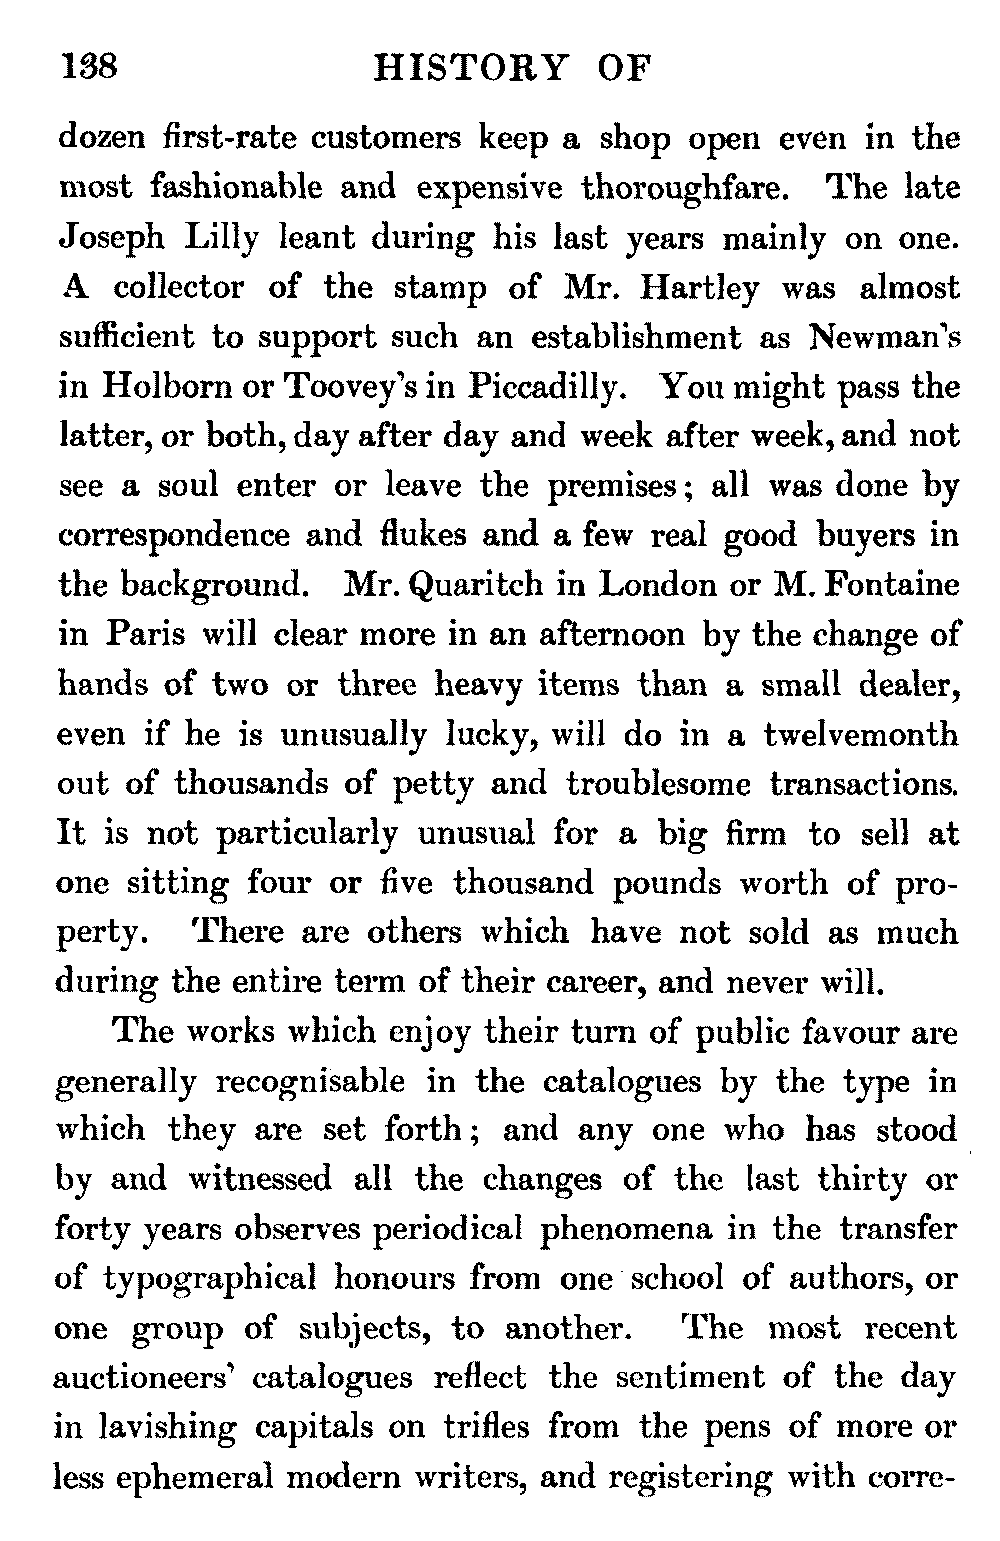 138 HISTORY OF
dozen first-rate customers keep a shop open even in the
most fashionable and expensive thoroughfare. The late
Joseph Lilly leant during his last years mainly on one.
A collector of the stamp of Mr. Hartley was almost
sufficient to support such an establishment as Newman's
in Holborn or Toovey's in Piccadilly. You might pass the
latter, or both, day after day and week after week, and not
see a soul enter or leave the premises; all was done by
correspondence and flukes and a few real good buyers in
the background. Mr. Quaritch in London or M. Fontaine
in Paris will clear more in an afternoon by the change of
hands of two or three heavy items than a small dealer,
even if he is unusually lucky, will do in a twelvemonth
out of thousands of petty and troublesome transactions.
It is not particularly unusual for a big firm to sell at
one sitting four or five thousand pounds worth of pro-
perty. There are others which have not sold as much
during the entire term of their career, and never will.
The works which enjoy their turn of public favour are
generally recognisable in the catalogues by the type in
which they are set forth; and any one who has stood
by and witnessed all the changes of the last thirty or
forty years observes periodical phenomena in the transfer
of typographical honours from one school of authors, or
one group of subjects, to another. The most recent
auctioneers' catalogues reflect the sentiment of the day
in lavishing capitals on trifles from the pens of more or
less ephemeral modern writers, and registering with corre-